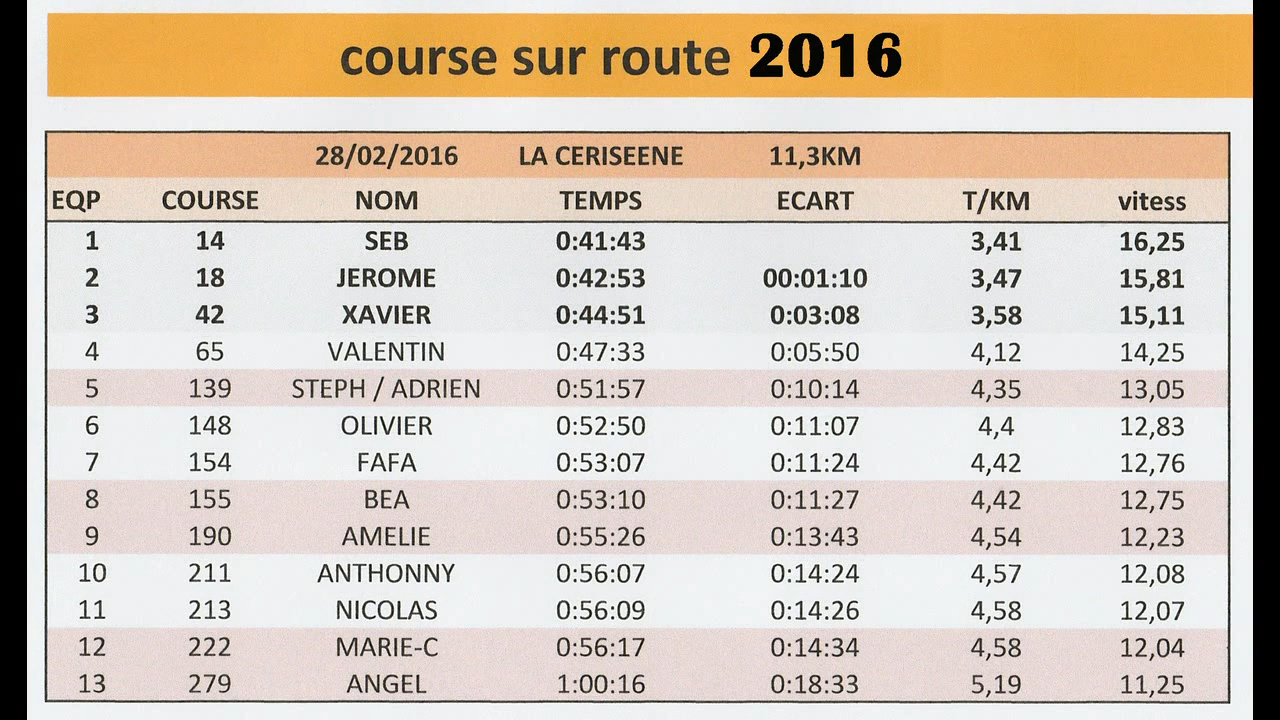 course sur route 2016
28/02/2016 LA CERISEENE 11,3KM
EQP COURSE NOM TEMPS ECART T/KM vitess
1 14 SEB 0:41:43 3,41 16,25
2 18 JEROME 0:42:53 00:01:10 3,47 15,81
3 42 XAVIER 0:44:51 0:03:08 3,58 15,11
4 65 VALENTIN 0:47:33 0:05:50 4,12 14,25
5 139 STEPH / ADRIEN 0:51:57 0:10:14 4,35 13,05
6 148 OLIVIER 0:52:50 0:11:07 4,4 12,83
7 154 FAFA 0:53:07 0:11:24 4,42 12,76
8 155 BEA 0:53:10 0:11:27 4,42 12,75
9 190 AMELIE 0:55:26 0:13:43 4,54 12,23
10 211 ANTHONNY 0:56:07 0:14:24 4,57 12,08
11 213 NICOLAS 0:56:09 0:14:26 4,58 12,07
12 222 MARIE-C 0:56:17 0:14:34 4,58 12,04
13 279 ANGEL 1:00:16 0:18:33 5,19 11,25